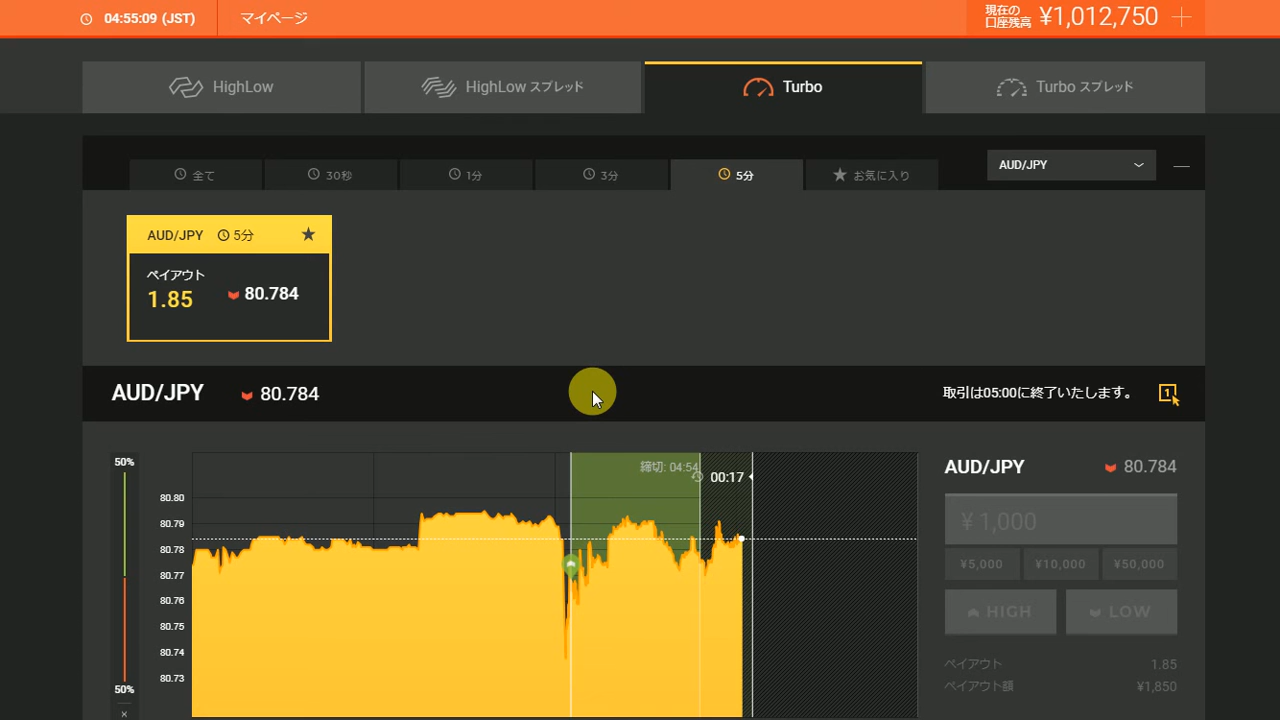 04:55:09 (JST)
マイページ
現在の
口座残高
¥1,012,750
HighLow
HighLow スプレッド
Turbo
Turbo スプレッド
全て
30秒
1分
3分
5分
お気に入り
AUD/JPY
AUD/JPY 5分
ペイアウト
1.85
80.784
AUD/JPY
80.784
取引は05:00に終了いたします。
1
50%
50%
×
80.80
80.79
80.78
80.77
80.76
80.75
80.74
80.73
締切: 04:54
00:17
AUD/JPY
80.784
¥ 1,000
¥5,000
¥10,000
¥50,000
HIGH
LOW
ペイアウト
1.85
ペイアウト額
¥1,850